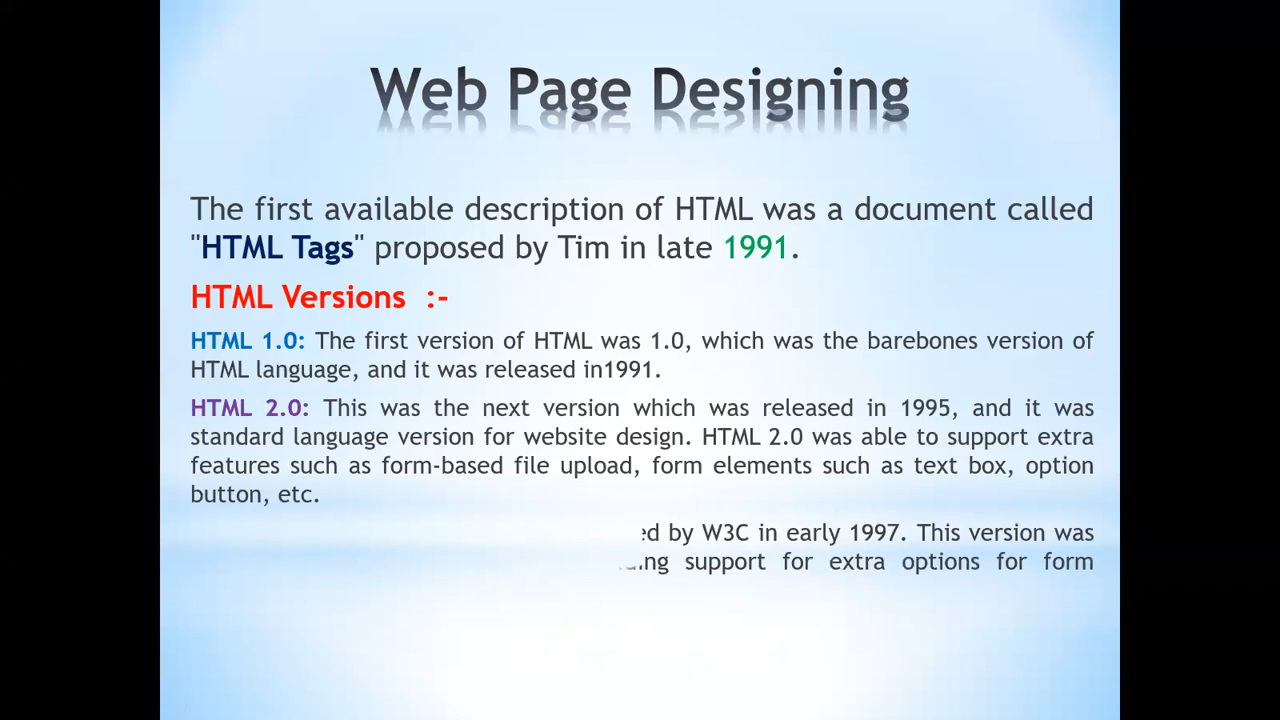 Web Page Designing
The first available description of HTML was a document called
"HTML Tags" proposed by Tim in late 1991.
HTML Versions :-
HTML 1.0: The first version of HTML was 1.0, which was the barebones version of
HTML language, and it was released in1991.
HTML 2.0: This was the next version which was released in 1995, and it was
standard language version for website design. HTML 2.0 was able to support extra
features such as form-based file upload, form elements such as text box, option
button, etc.
by W3C in early 1997. This version was
support for extra options for form